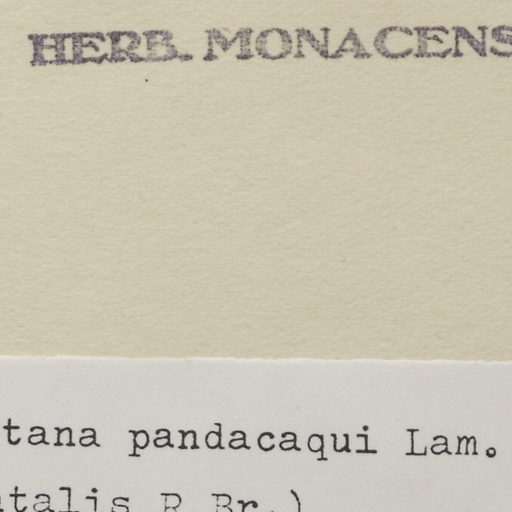 HERB. MONACENS
tana pandacaqui Lam.
talis R Br.)